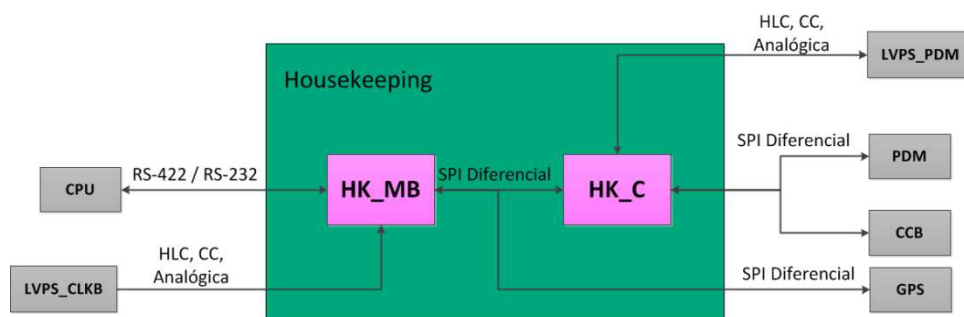 HLC, CC,
Analógica
LVPS_PDM
Housekeeping
SPI Diferencial
PDM
RS-422 / RS-232
SPI Diferencial
CPU
HK_MB
HK_C
CCB
HLC, CC,
Analógica
SPI Diferencial
LVPS_CLKB
GPS